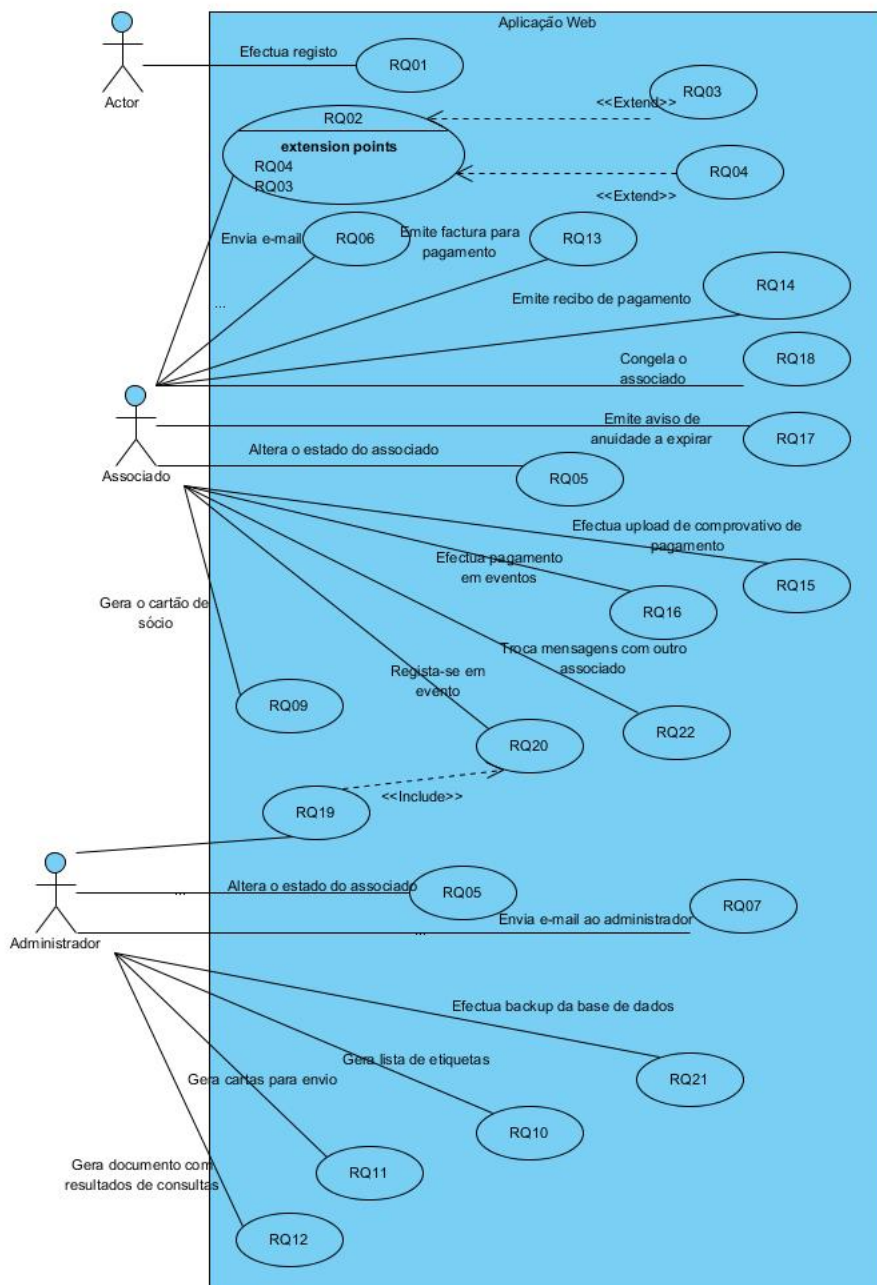 Aplicação Web
Efectua registo
RQ01
Actor
RQ03
<<Extend>>
RQ02
extension points
RQ04
RQ03
RQ04
<<Extend>>
Envia e-mail
RQ06
Emite factura para
pagamento
RQ13
...
Emite recibo de pagamento
RQ14
Congela o
associado
RQ18
Emite aviso de
anuidade a expirar
RQ17
Associado
Altera o estado do associado
RQ05
Efectua upload de comprovativo de
pagamento
RQ15
Efectua pagamento
em eventos
RQ16
Gera o cartão de
sócio
Troca mensagens com outro
associado
Regista-se em
evento
RQ09
RQ22
RQ20
<<Include>>
RQ19
Administrador
...
Altera o estado do associado
RQ05
RQ07
Envia e-mail ao administrador
...
Efectua backup da base de dados
Gera lista de etiquetas
Gera cartas para envio
RQ21
RQ10
Gera documento com
resultados de consultas
RQ11
RQ12